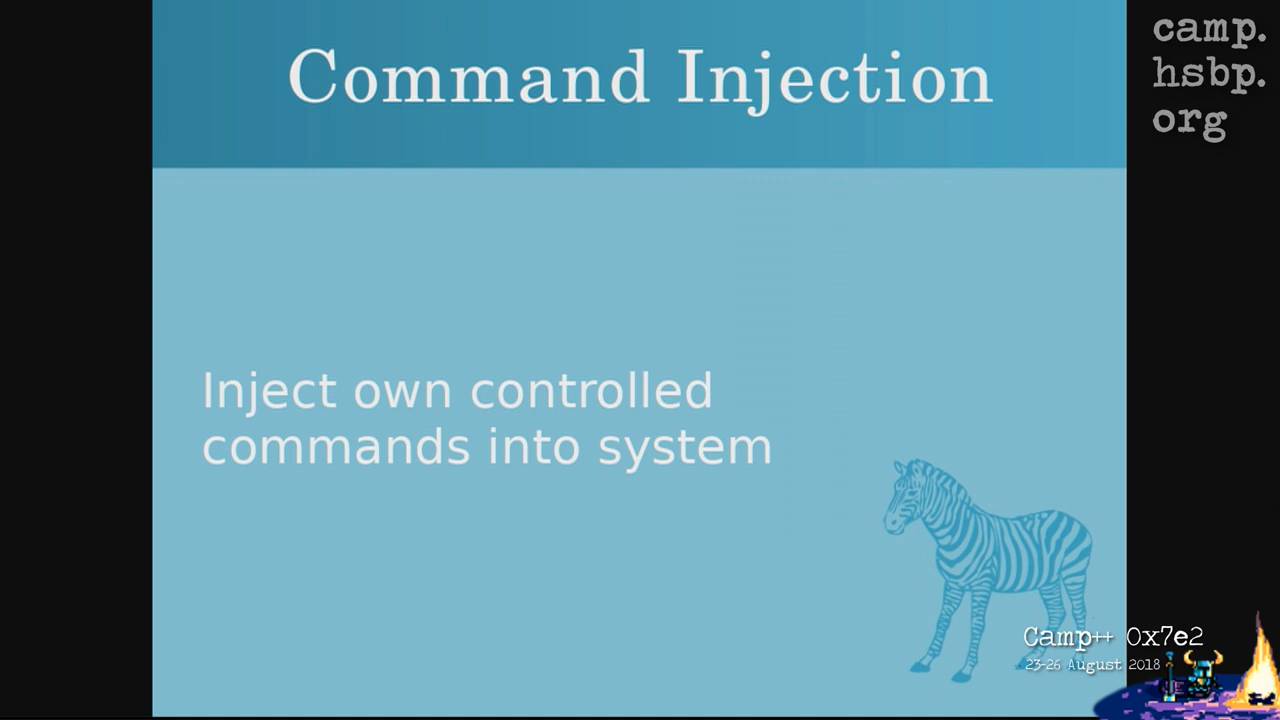 Command Injection
camp.
hsbp.
org
Inject own controlled
commands into system
Camp++ 0x7e2
23-26 August 2018